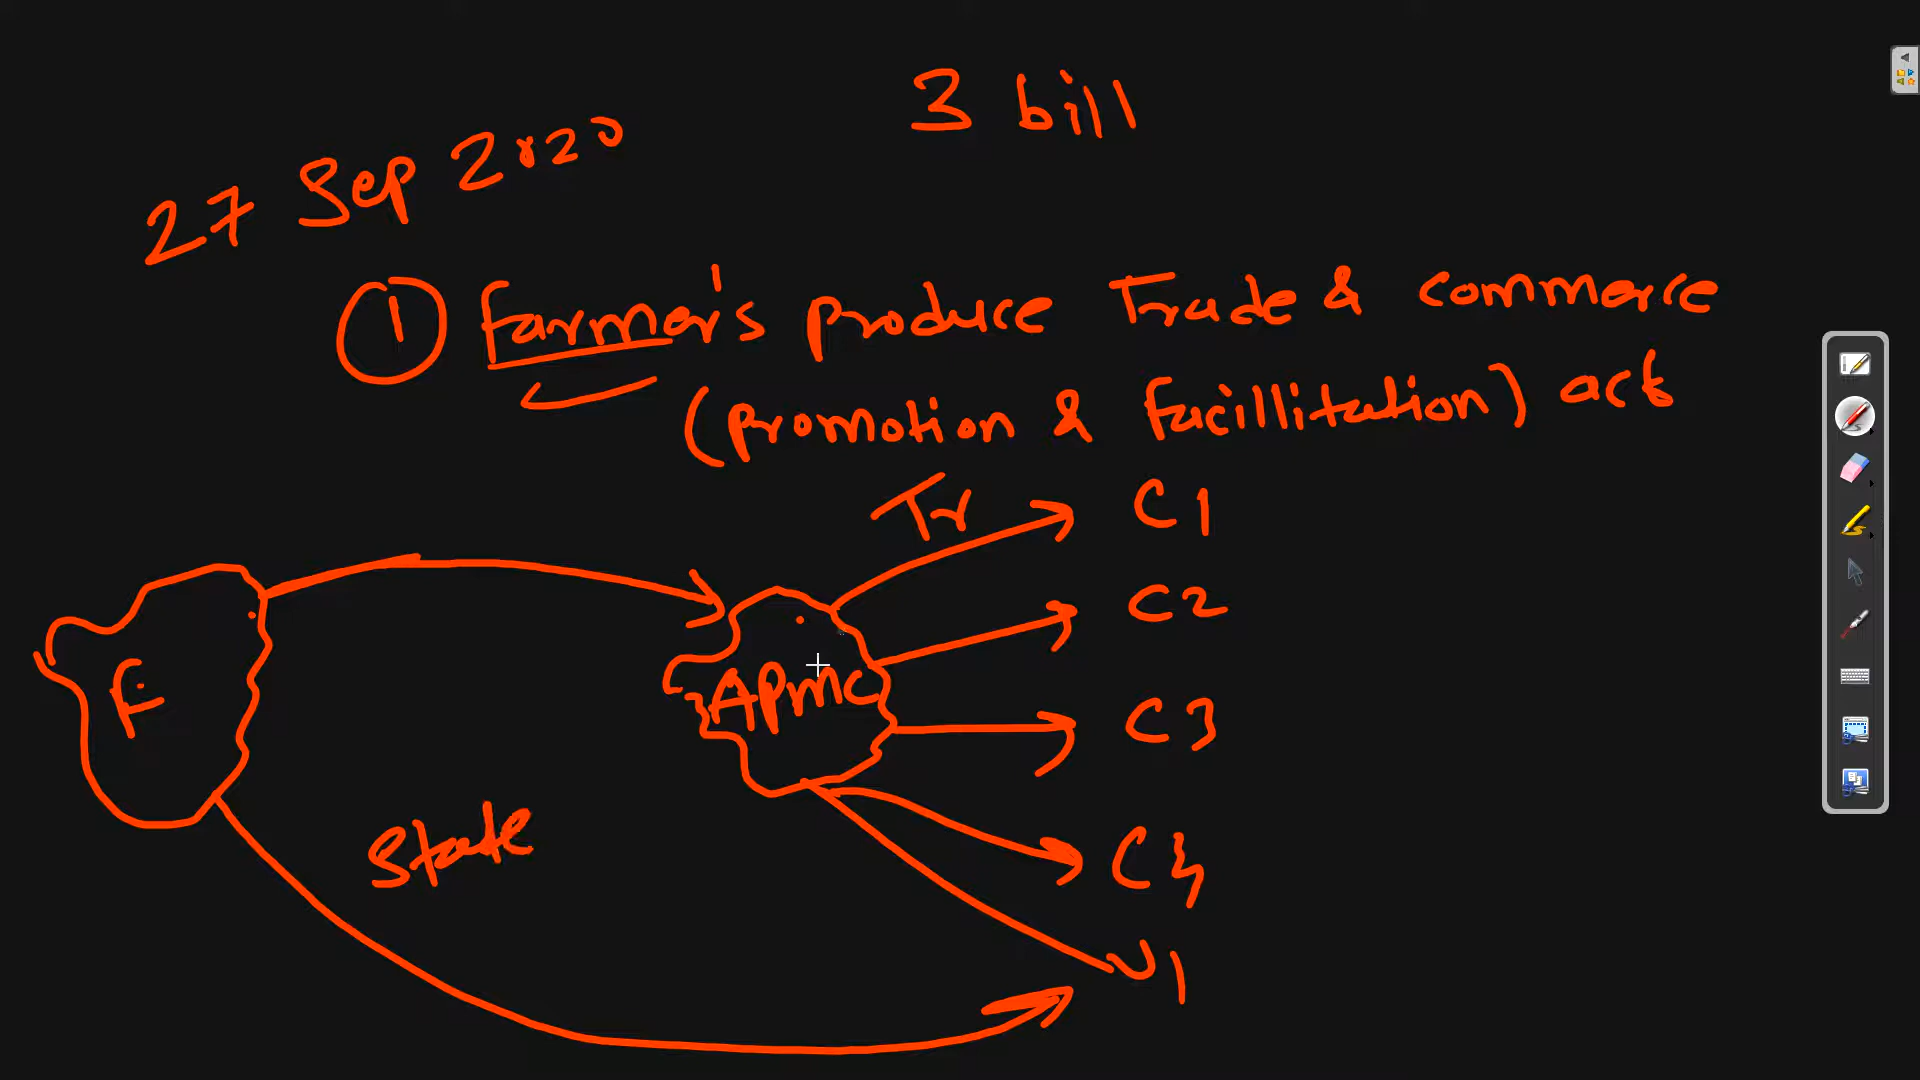 3 bill
27 Sep 2020
① Farmer's produce Trade & commerce
(promotion & facillitation) act
Tr
C1
C2
F
APMC
C3
State
C4
V1